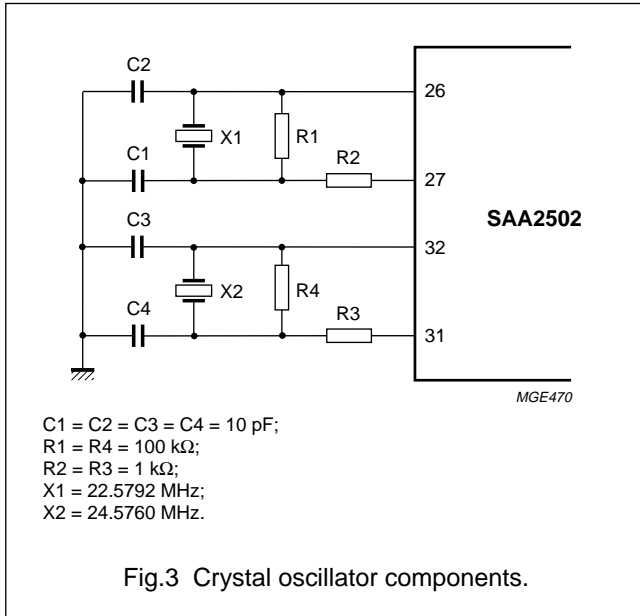 C2
26
X1
R1
C1
R2
27
SAA2502
C3
32
X2
R4
C4
R3
31
MGE470
C1 = C2 = C3 = C4 = 10 pF;
R1 = R4 = 100 kΩ;
R2 = R3 = 1 kΩ;
X1 = 22.5792 MHz;
X2 = 24.5760 MHz.
Fig.3 Crystal oscillator components.